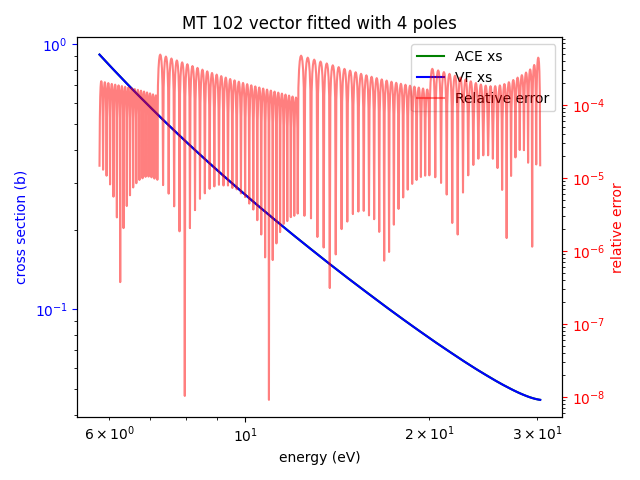 MT 102 vector fitted with 4 poles
ACE xs
VF xs
Relative error
10⁰
10⁻¹
cross section (b)
10⁻⁴
10⁻⁵
10⁻⁶
10⁻⁷
10⁻⁸
relative error
6 × 10⁰
10¹
2 × 10¹
3 × 10¹
energy (eV)